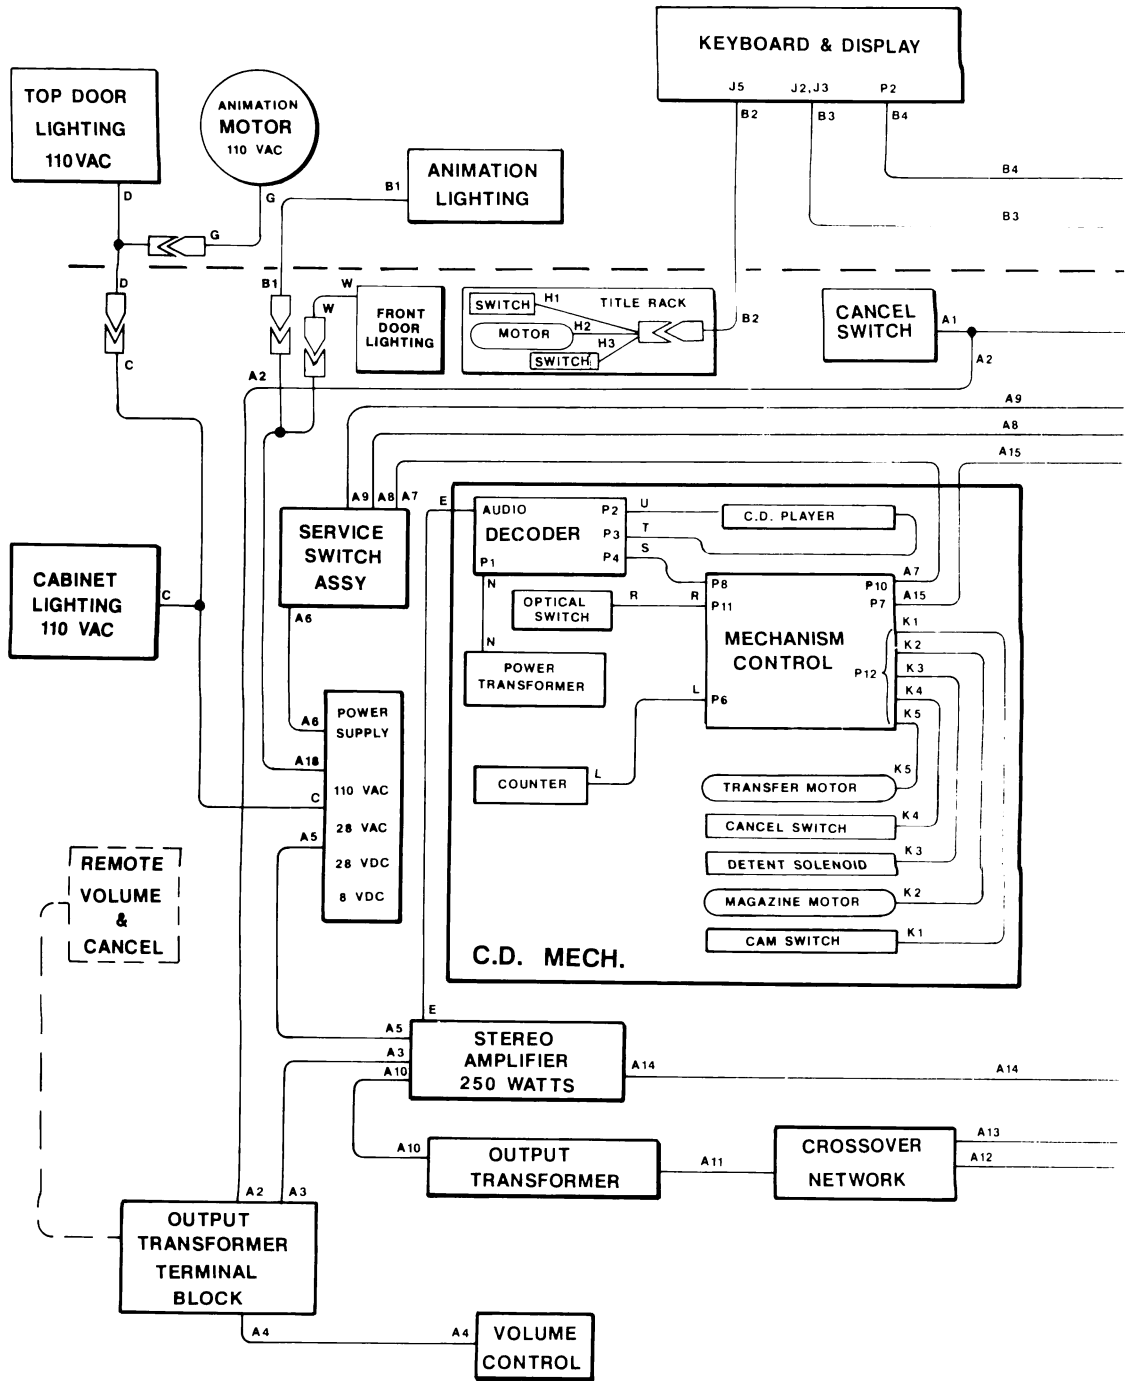 KEYBOARD & DISPLAY
J5 J2,J3 P2
B2 B3 B4
B4
B3
TOP DOOR
LIGHTING
110 VAC
D
ANIMATION
MOTOR
110 VAC
G
G
B1
ANIMATION
LIGHTING
D
C
B1
W
W
FRONT
DOOR
LIGHTING
SWITCH
H1
TITLE RACK
MOTOR
H2
H3
SWITCH
B2
CANCEL
SWITCH
A1
A2
A2
A9
A8
A15
A9 A8 A7
SERVICE
SWITCH
ASSY
A6
CABINET
LIGHTING
110 VAC
C
E
AUDIO
DECODER
P1
P2
P3
P4
U
T
S
C.D. PLAYER
N
N
OPTICAL
SWITCH
R
R
POWER
TRANSFORMER
P8
P11
MECHANISM
CONTROL
P6
P10
P7
P12
A7
A15
K1
K2
K3
K4
K5
L
COUNTER
L
TRANSFER MOTOR
K5
CANCEL SWITCH
K4
DETENT SOLENOID
K3
MAGAZINE MOTOR
K2
CAM SWITCH
K1
C.D. MECH.
A6
A18
C
A5
POWER
SUPPLY
110 VAC
28 VAC
28 VDC
8 VDC
REMOTE
VOLUME
&
CANCEL
E
A5
A3
A10
STEREO
AMPLIFIER
250 WATTS
A14
A14
A10
OUTPUT
TRANSFORMER
A11
CROSSOVER
NETWORK
A13
A12
A2 A3
OUTPUT
TRANSFORMER
TERMINAL
BLOCK
A4
A4
VOLUME
CONTROL